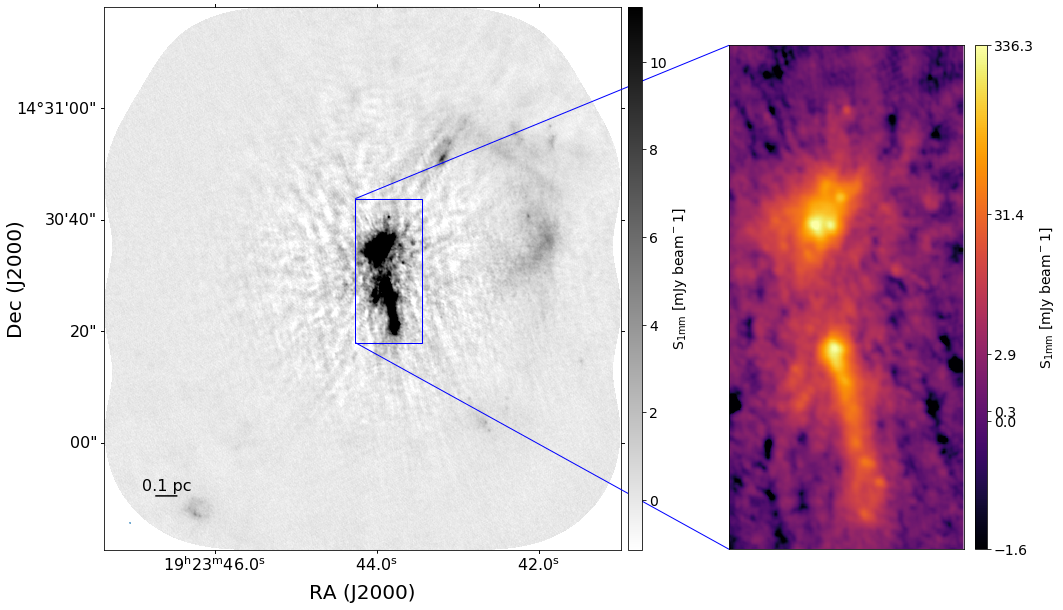 Dec (J2000)
14°31'00"
30'40"
20"
00"
0.1 pc
19ʰ23ᵐ46.0ˢ
44.0ˢ
42.0ˢ
RA (J2000)
10
8
6
4
2
0
S₁ₘₘ [mJy beam⁻1]
336.3
31.4
2.9
0.3
0.0
−1.6
S₁ₘₘ [mJy beam⁻1]